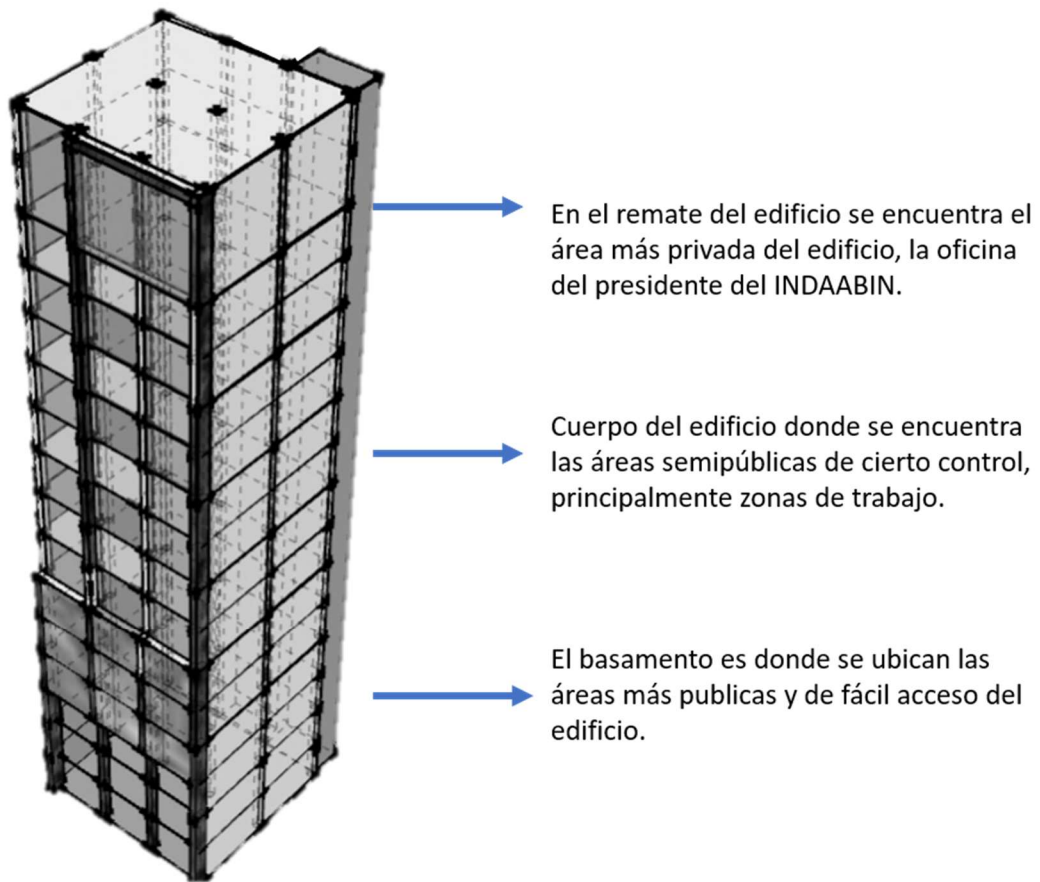 En el remate del edificio se encuentra el
área más privada del edificio, la oficina
del presidente del INDAABIN.
Cuerpo del edificio donde se encuentra
las áreas semipúblicas de cierto control,
principalmente zonas de trabajo.
El basamento es donde se ubican las
áreas más publicas y de fácil acceso del
edificio.